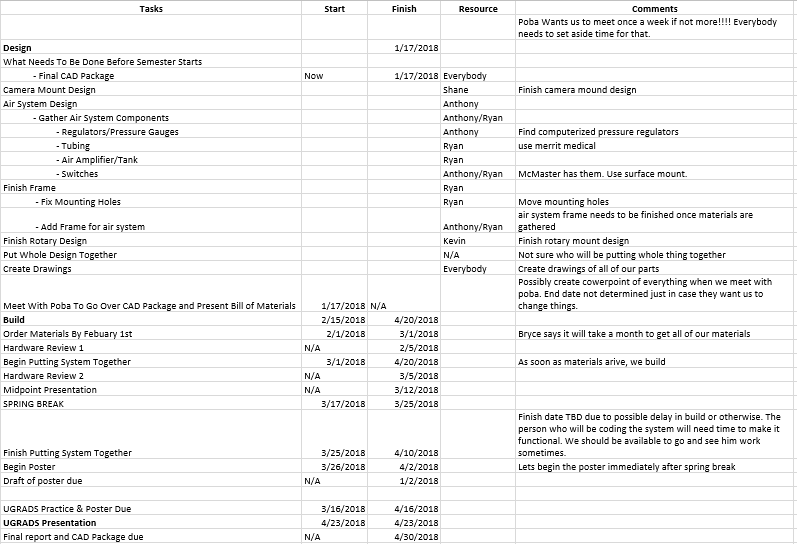 Tasks Start Finish Resource Comments
Poba Wants us to meet once a week if not more!!!! Everybody
needs to set aside time for that.
Design 1/17/2018
What Needs To Be Done Before Semester Starts
- Final CAD Package Now 1/17/2018 Everybody
Camera Mount Design Shane Finish camera mound design
Air System Design Anthony
- Gather Air System Components Anthony/Ryan
- Regulators/Pressure Gauges Anthony Find computerized pressure regulators
- Tubing Ryan use merrit medical
- Air Amplifier/Tank Ryan
- Switches Anthony/Ryan McMaster has them. Use surface mount.
Finish Frame Ryan
- Fix Mounting Holes Ryan Move mounting holes
air system frame needs to be finished once materials are
- Add Frame for air system Anthony/Ryan gathered
Finish Rotary Design Kevin Finish rotary mount design
Put Whole Design Together N/A Not sure who will be putting whole thing together
Create Drawings Everybody Create drawings of all of our parts
Possibly create cowerpoint of everything when we meet with
poba. End date not determined just in case they want us to
Meet With Poba To Go Over CAD Package and Present Bill of Materials 1/17/2018 N/A change things.
Build 2/15/2018 4/20/2018
Order Materials By Febuary 1st 2/1/2018 3/1/2018 Bryce says it will take a month to get all of our materials
Hardware Review 1 N/A 2/5/2018
Begin Putting System Together 3/1/2018 4/20/2018 As soon as materials arive, we build
Hardware Review 2 N/A 3/5/2018
Midpoint Presentation N/A 3/12/2018
SPRING BREAK 3/17/2018 3/25/2018
Finish date TBD due to possible delay in build or otherwise. The
person who will be coding the system will need time to make it
functional. We should be available to go and see him work
Finish Putting System Together 3/25/2018 4/10/2018 sometimes.
Begin Poster 3/26/2018 4/2/2018 Lets begin the poster immediately after spring break
Draft of poster due N/A 1/2/2018
UGRADS Practice & Poster Due 3/16/2018 4/16/2018
UGRADS Presentation 4/23/2018 4/23/2018
Final report and CAD Package due N/A 4/30/2018